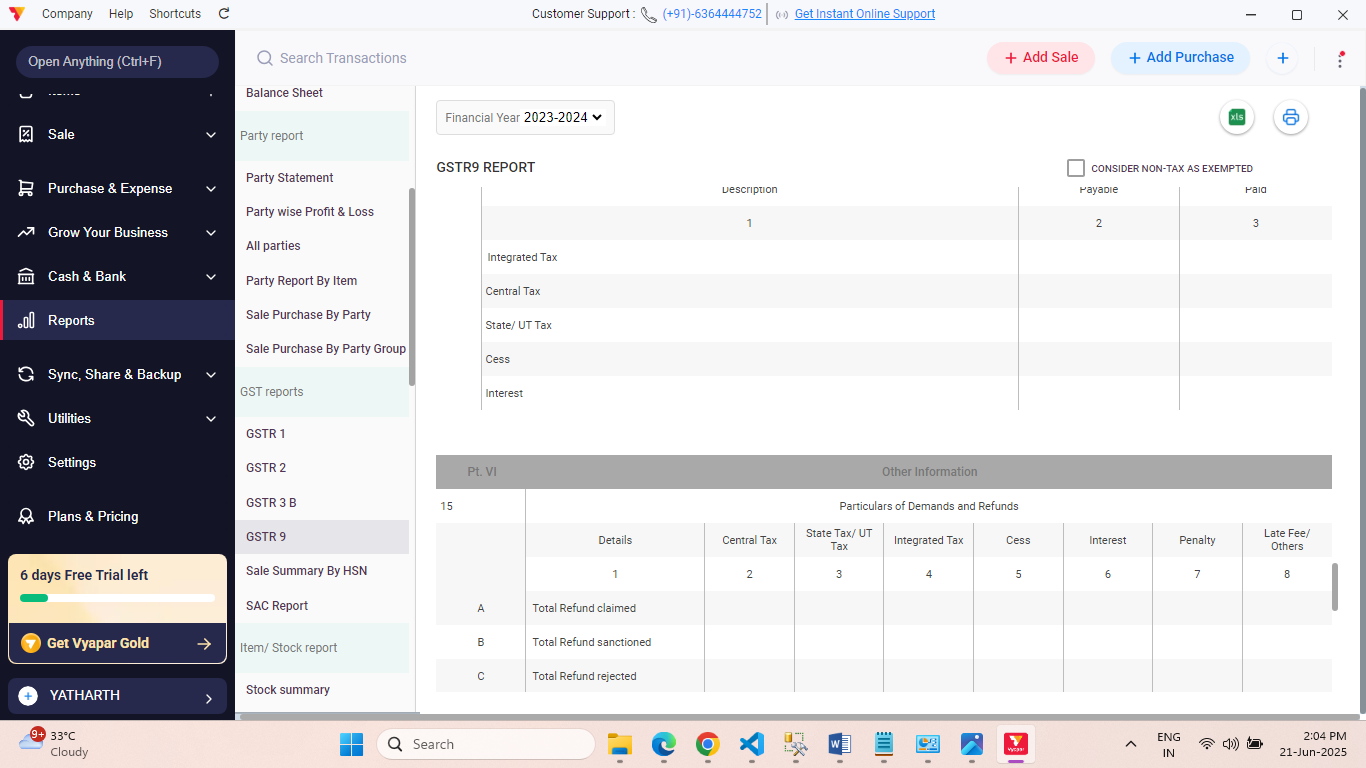 Company Help Shortcuts
Customer Support : (+91)-6364444752 Get Instant Online Support
Open Anything (Ctrl+F)
Sale
Purchase & Expense
Grow Your Business
Cash & Bank
Reports
Sync, Share & Backup
Utilities
Settings
Plans & Pricing
6 days Free Trial left
Get Vyapar Gold
YATHARTH
Search Transactions
Add Sale
Add Purchase
Balance Sheet
Party report
Party Statement
Party wise Profit & Loss
All parties
Party Report By Item
Sale Purchase By Party
Sale Purchase By Party Group
GST reports
GSTR 1
GSTR 2
GSTR 3 B
GSTR 9
Sale Summary By HSN
SAC Report
Item/ Stock report
Stock summary
Financial Year 2023-2024
xls
GSTR9 REPORT
CONSIDER NON-TAX AS EXEMPTED
Description Payable Paid
1 2 3
Integrated Tax
Central Tax
State/ UT Tax
Cess
Interest
Pt. VI Other Information
15 Particulars of Demands and Refunds
Details Central Tax State Tax/ UT Tax Integrated Tax Cess Interest Penalty Late Fee/ Others
1 2 3 4 5 6 7 8
A Total Refund claimed
B Total Refund sanctioned
C Total Refund rejected
9+
33°C
Cloudy
Search
Vyapar
ENG
IN
2:04 PM
21-Jun-2025